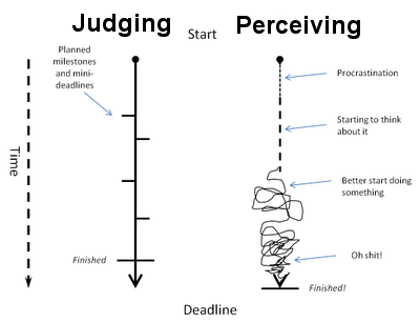 Judging
Start
Perceiving
Planned
milestones
and mini-
deadlines
Time
Finished
Procrastination
Starting to think
about it
Better start doing
something
Oh shit!
Finished!
Deadline